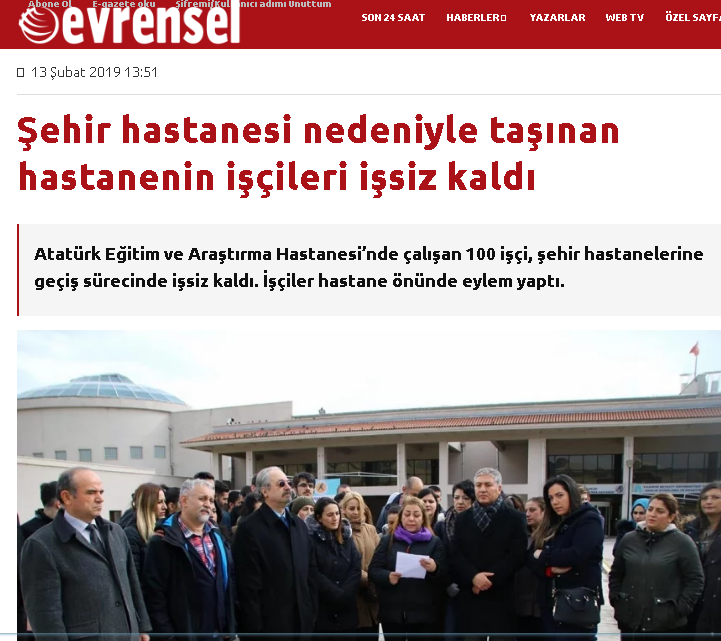 Abone Ol E-gazete oku Şifremi/Kullanıcı adımı Unuttum
evrensel
SON 24 SAAT HABERLER YAZARLAR WEB TV ÖZEL SAYFA
13 Şubat 2019 13:51
Şehir hastanesi nedeniyle taşınan
hastanenin işçileri işsiz kaldı
Atatürk Eğitim ve Araştırma Hastanesi’nde çalışan 100 işçi, şehir hastanelerine
geçiş sürecinde işsiz kaldı. İşçiler hastane önünde eylem yaptı.